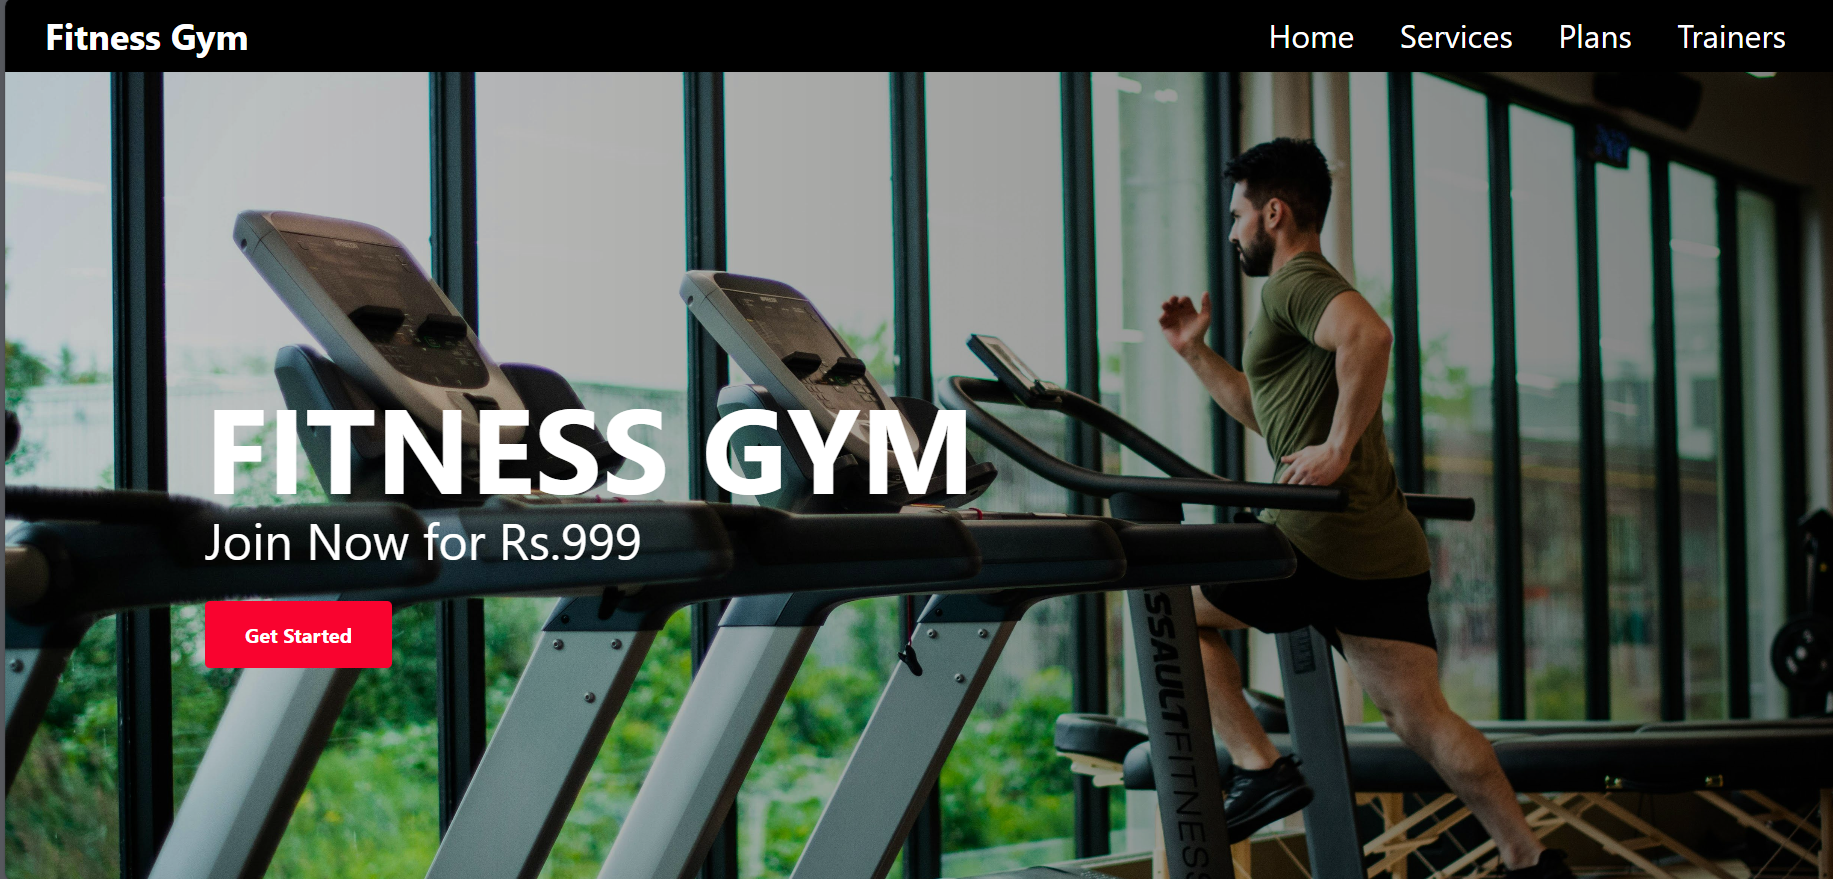 Fitness Gym
Home Services Plans Trainers
FITNESS GYM
Join Now for Rs.999
Get Started
SSAULTFITNESS